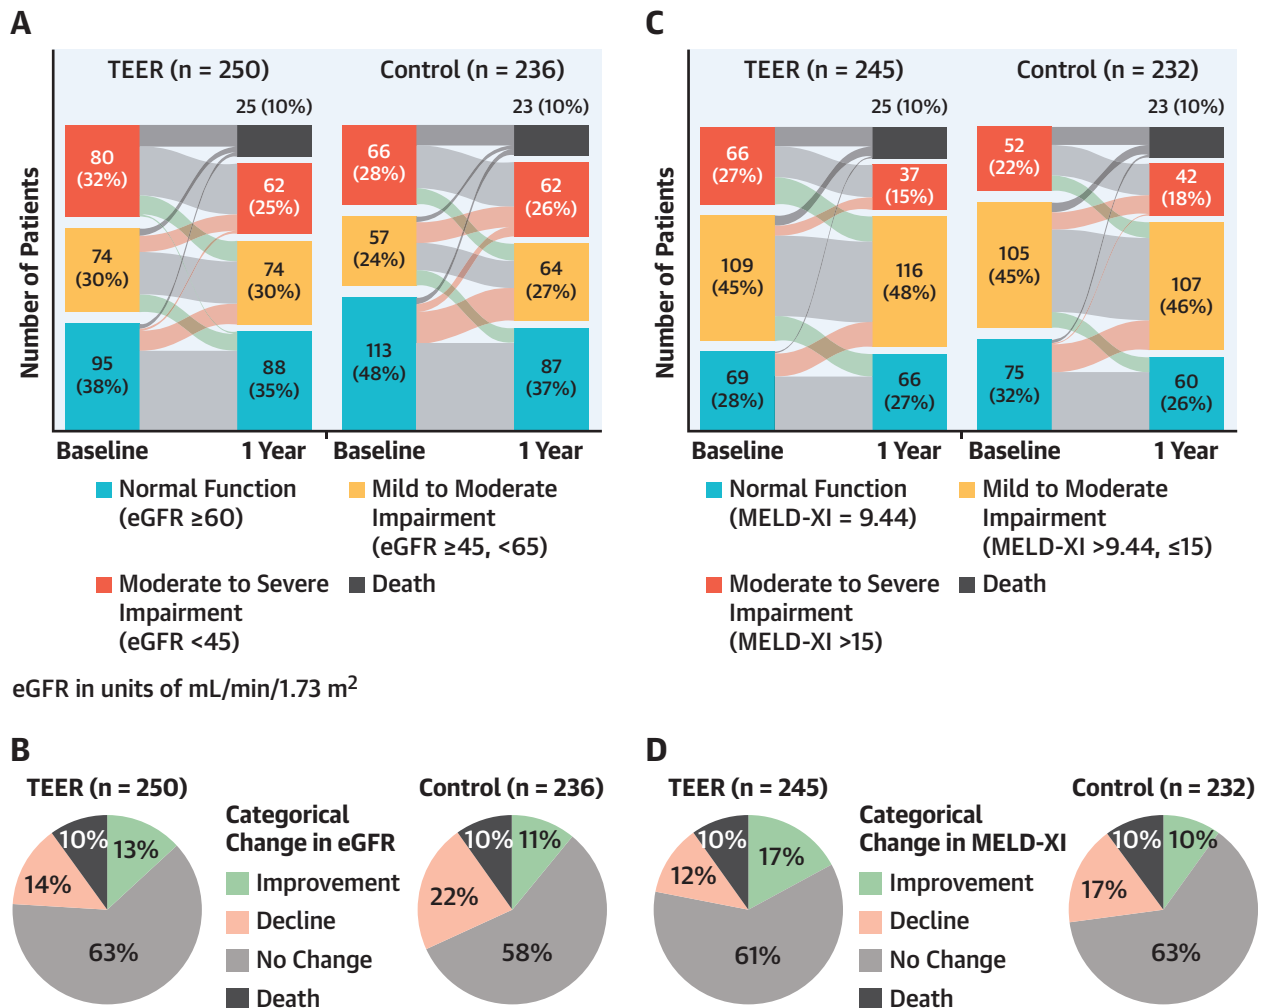 A
TEER (n = 250)
Control (n = 236)
25 (10%)
23 (10%)
Number of Patients
80
(32%)
74
(30%)
95
(38%)
62
(25%)
74
(30%)
88
(35%)
66
(28%)
57
(24%)
113
(48%)
62
(26%)
64
(27%)
87
(37%)
Baseline
1 Year
Baseline
1 Year
Normal Function
(eGFR ≥60)
Mild to Moderate
Impairment
(eGFR ≥45, <65)
Moderate to Severe
Impairment
(eGFR <45)
Death
eGFR in units of mL/min/1.73 m²
C
TEER (n = 245)
Control (n = 232)
25 (10%)
23 (10%)
Number of Patients
66
(27%)
109
(45%)
69
(28%)
37
(15%)
116
(48%)
66
(27%)
52
(22%)
105
(45%)
75
(32%)
42
(18%)
107
(46%)
60
(26%)
Baseline
1 Year
Baseline
1 Year
Normal Function
(MELD-XI = 9.44)
Mild to Moderate
Impairment
(MELD-XI >9.44, ≤15)
Moderate to Severe
Impairment
(MELD-XI >15)
Death
B
TEER (n = 250)
10%
13%
14%
63%
Categorical
Change in eGFR
Improvement
Decline
No Change
Death
Control (n = 236)
10%
11%
22%
58%
D
TEER (n = 245)
10%
17%
12%
61%
Categorical
Change in MELD-XI
Improvement
Decline
No Change
Death
Control (n = 232)
10%
10%
17%
63%